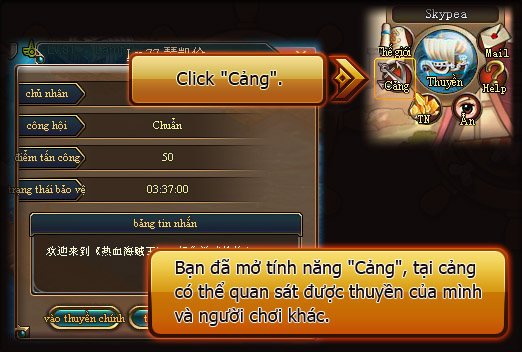 Skypea
Thế giới
Mail
Cảng
Thuyền
Help
TN
Ẩn
Click "Cảng".
chủ nhân
công hội
Chuẩn
điểm tấn công
50
trạng thái bảo vệ
03:37:00
bảng tin nhắn
欢迎来到《热血海贼王》
Bạn đã mở tính năng "Cảng", tại cảng
có thể quan sát được thuyền của mình
và người chơi khác.
vào thuyền chính